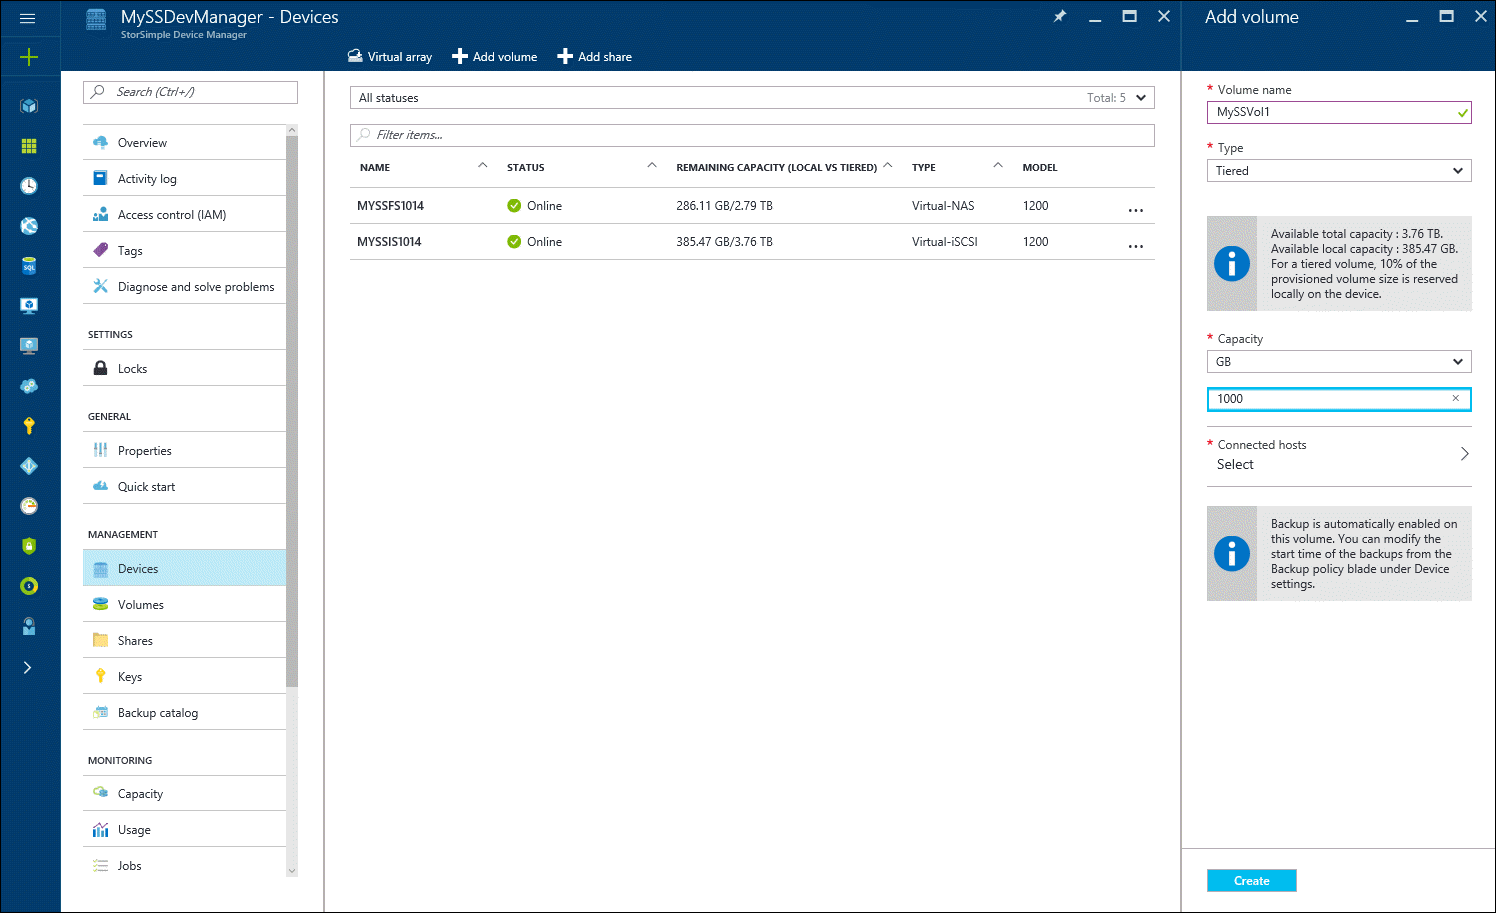 MySSDevManager - Devices
StorSimple Device Manager
Virtual array
Add volume
Add share
Search (Ctrl+/)
Overview
Activity log
Access control (IAM)
Tags
Diagnose and solve problems
SETTINGS
Locks
GENERAL
Properties
Quick start
MANAGEMENT
Devices
Volumes
Shares
Keys
Backup catalog
MONITORING
Capacity
Usage
Jobs
All statuses Total: 5
Filter items...
NAME STATUS REMAINING CAPACITY (LOCAL VS TIERED) TYPE MODEL
MYSSFS1014 Online 286.11 GB/2.79 TB Virtual-NAS 1200 ...
MYSSIS1014 Online 385.47 GB/3.76 TB Virtual-iSCSI 1200 ...
Add volume
* Volume name
MySSVol1
* Type
Tiered
Available total capacity : 3.76 TB.
Available local capacity : 385.47 GB.
For a tiered volume, 10% of the
provisioned volume size is reserved
locally on the device.
* Capacity
GB
1000
* Connected hosts
Select
Backup is automatically enabled on
this volume. You can modify the
start time of the backups from the
Backup policy blade under Device
settings.
Create
SQL